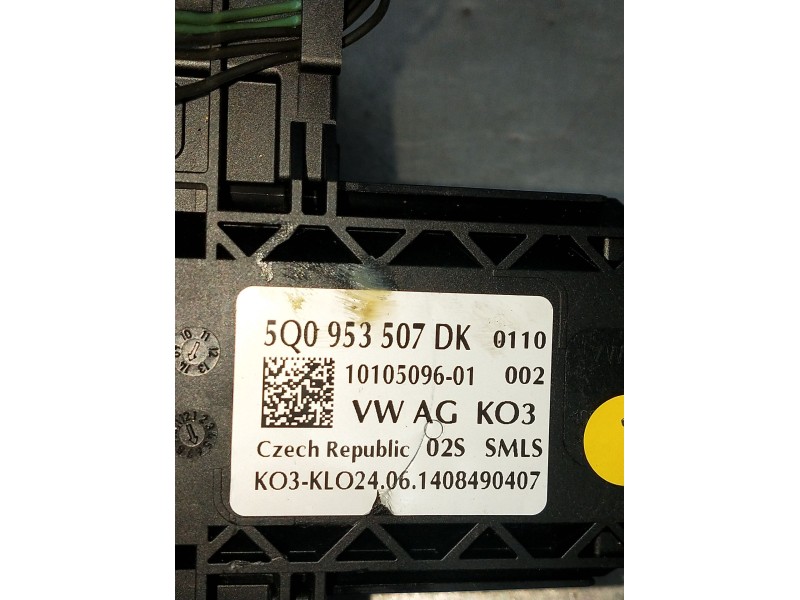 5Q0 953 507 DK 0110
10105096-01 002
VW AG KO3
Czech Republic 02S SMLS
KO3-KLO24.06.1408490407